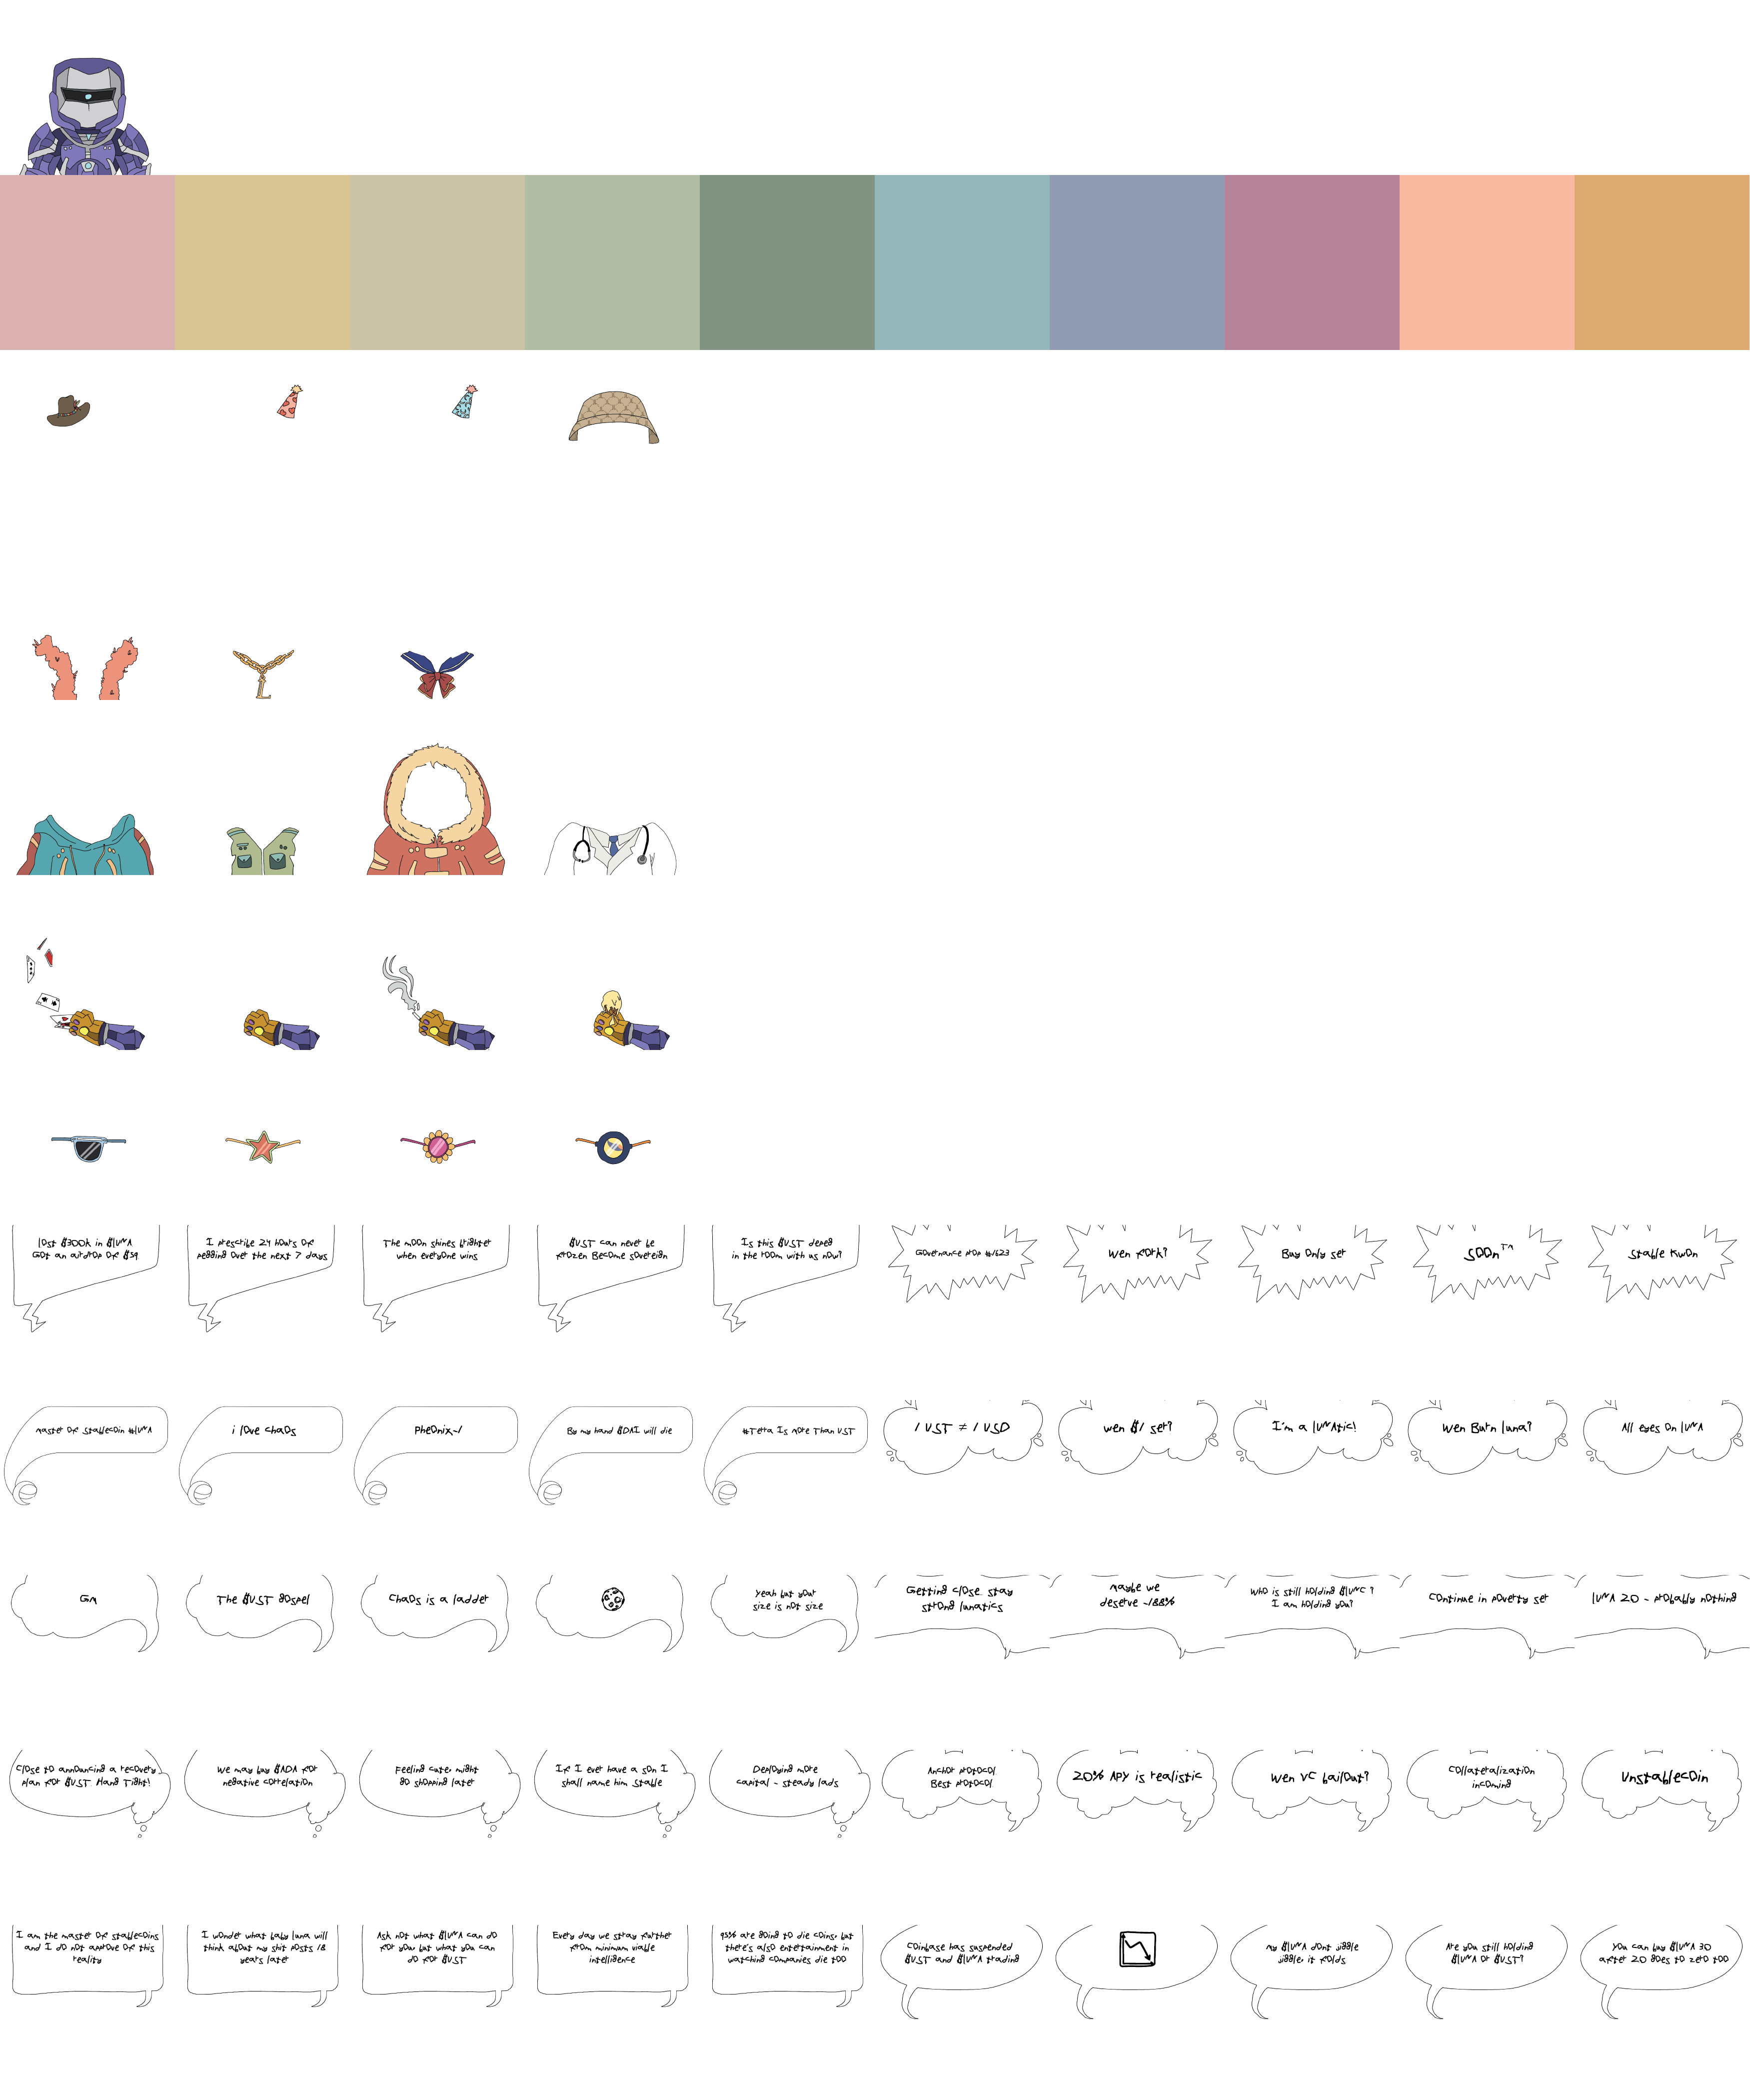 lost $300k in $LUNA
Got an airdrop of $39
I prescribe 24 hours of
pegging over the next 7 days
The moon shines brighter
when everyone wins
$UST can never be
frozen Become sovereign
Is this $UST depeg
in the room with us now?
Governance prop #1623
Wen fork?
Buy Only set
SOOn™
Stable Kwon
Master of stablecoin #LUNA
i love chaos
Pheonix-1
By my hand $DAI will die
#Terra Is More Than UST
1 UST ≠ 1 USD
wen $1 set?
I'm a LUNAtic!
Wen Burn luna?
All eyes on LUNA
GM
The $UST gospel
Chaos is a ladder
Yeah but your
size is not size
Getting close stay
strong lunatics
Maybe we
deserve -100%
Who is still holding $LUNC?
I am holding you?
Continue in poverty set
LUNA 2.0 - probably nothing
Close to announcing a recovery
plan for $UST Hang Tight!
We may buy $ADA for
negative correlation
Feeling cute, might
go shopping later
If I ever have a son I
shall name him Stable
Deploying more
capital - steady lads
Anchor protocol
Best protocol
20% APY is realistic
Wen VC bailout?
Collateralization
incoming
Unstablecoin
I am the master of stablecoins
and I do not approve of this
reality
I wonder what baby luna will
think about my shit posts 18
years later
Ask not what $LUNA can do
for you but what you can
do for $UST
Every day we stray further
from minimum viable
intelligence
95% are going to die coins, but
there's also entertainment in
watching companies die too
Coinbase has suspended
$UST and $LUNA trading
My $LUNA dont jiggle
jiggle, it folds
Are you still holding
$LUNA or $UST?
You can buy $LUNA 3.0
after 2.0 goes to zero too